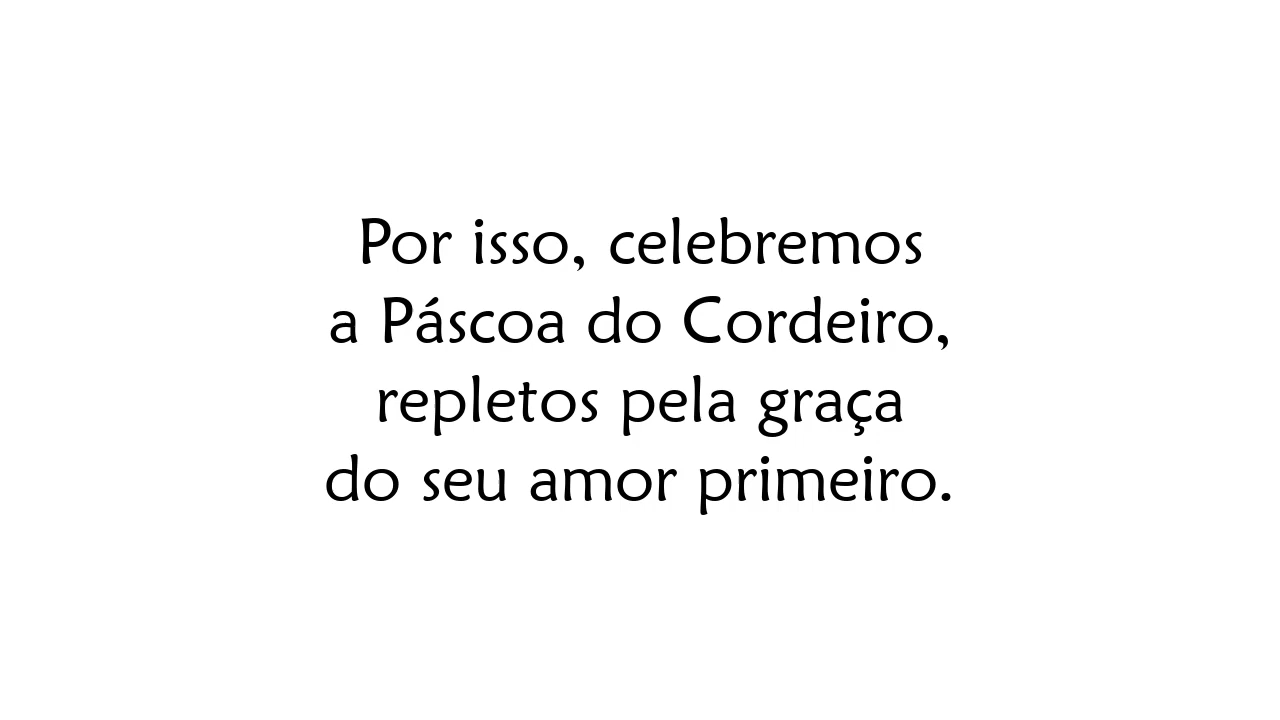 Por isso, celebremos
a Páscoa do Cordeiro,
repletos pela graça
do seu amor primeiro.